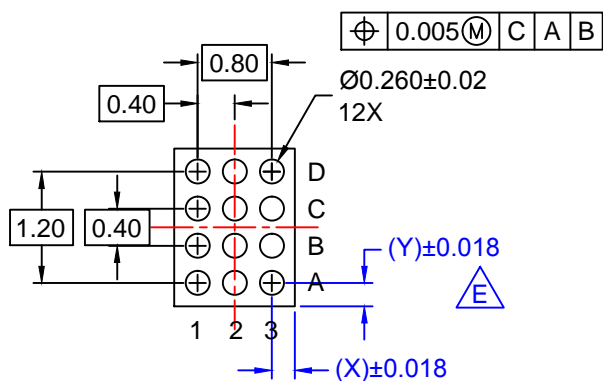 ⌖ 0.005Ⓜ C A B
0.80
Ø0.260±0.02
12X
0.40
D
C
1.20 0.40
B
(Y)±0.018
A
E
1 2 3
(X)±0.018